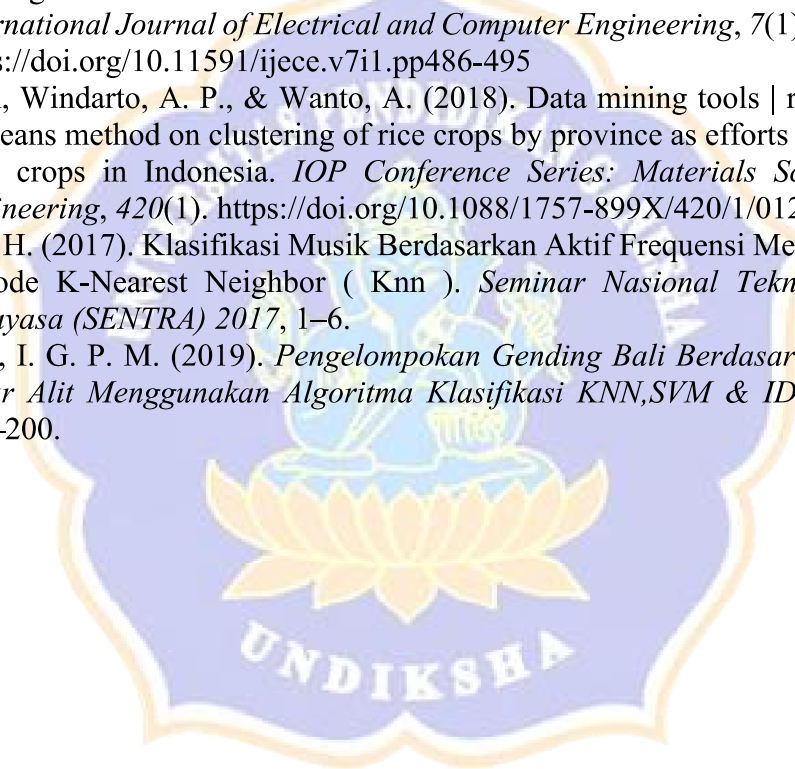 rnational Journal of Electrical and Computer Engineering, 7(1)
s://doi.org/10.11591/ijece.v7i1.pp486-495
, Windarto, A. P., & Wanto, A. (2018). Data mining tools | r
eans method on clustering of rice crops by province as efforts
crops in Indonesia. IOP Conference Series: Materials Sc
ineering, 420(1). https://doi.org/10.1088/1757-899X/420/1/012
H. (2017). Klasifikasi Musik Berdasarkan Aktif Frequensi Me
ode K-Nearest Neighbor ( Knn ). Seminar Nasional Tekn
ayasa (SENTRA) 2017, 1–6.
, I. G. P. M. (2019). Pengelompokan Gending Bali Berdasar
r Alit Menggunakan Algoritma Klasifikasi KNN,SVM & ID
–200.
UNIVERSITAS PENDIDIKAN GANESHA
UNDIKSHA